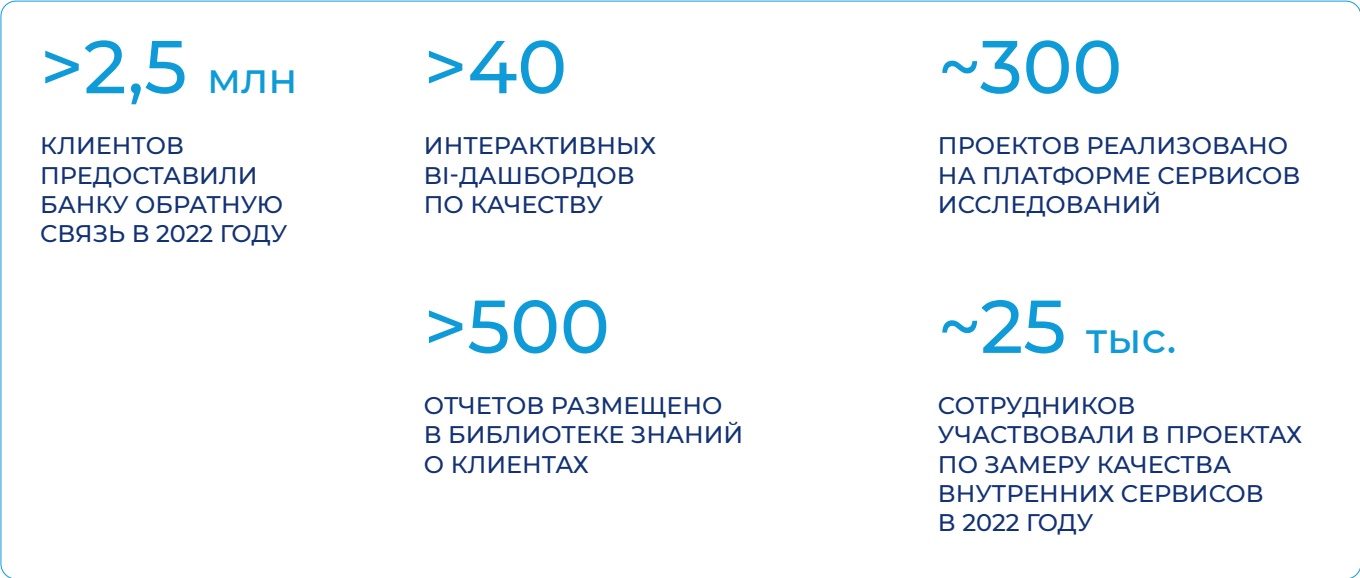 >2,5 млн
КЛИЕНТОВ
ПРЕДОСТАВИЛИ
БАНКУ ОБРАТНУЮ
СВЯЗЬ В 2022 ГОДУ
>40
ИНТЕРАКТИВНЫХ
BI-ДАШБОРДОВ
ПО КАЧЕСТВУ
~300
ПРОЕКТОВ РЕАЛИЗОВАНО
НА ПЛАТФОРМЕ СЕРВИСОВ
ИССЛЕДОВАНИЙ
>500
ОТЧЕТОВ РАЗМЕЩЕНО
В БИБЛИОТЕКЕ ЗНАНИЙ
О КЛИЕНТАХ
~25 тыс.
СОТРУДНИКОВ
УЧАСТВОВАЛИ В ПРОЕКТАХ
ПО ЗАМЕРУ КАЧЕСТВА
ВНУТРЕННИХ СЕРВИСОВ
В 2022 ГОДУ